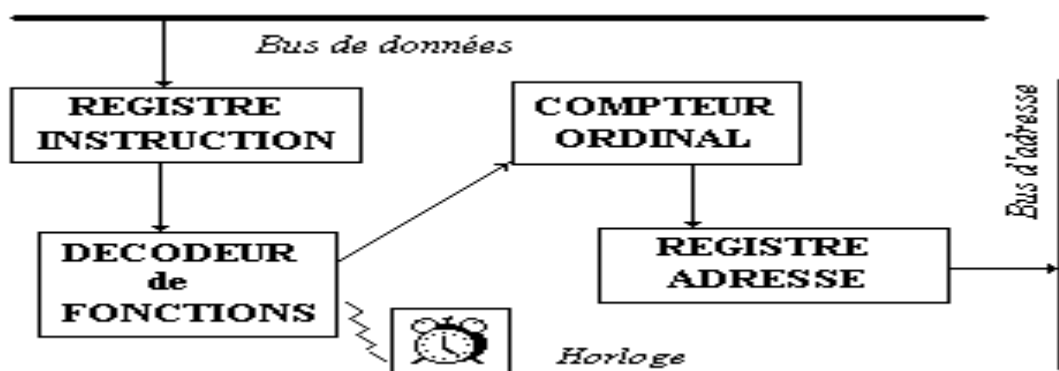 Bus de données
REGISTRE
INSTRUCTION
COMPTEUR
ORDINAL
Bus d'adresse
DECODEUR
de
FONCTIONS
REGISTRE
ADRESSE
Horloge